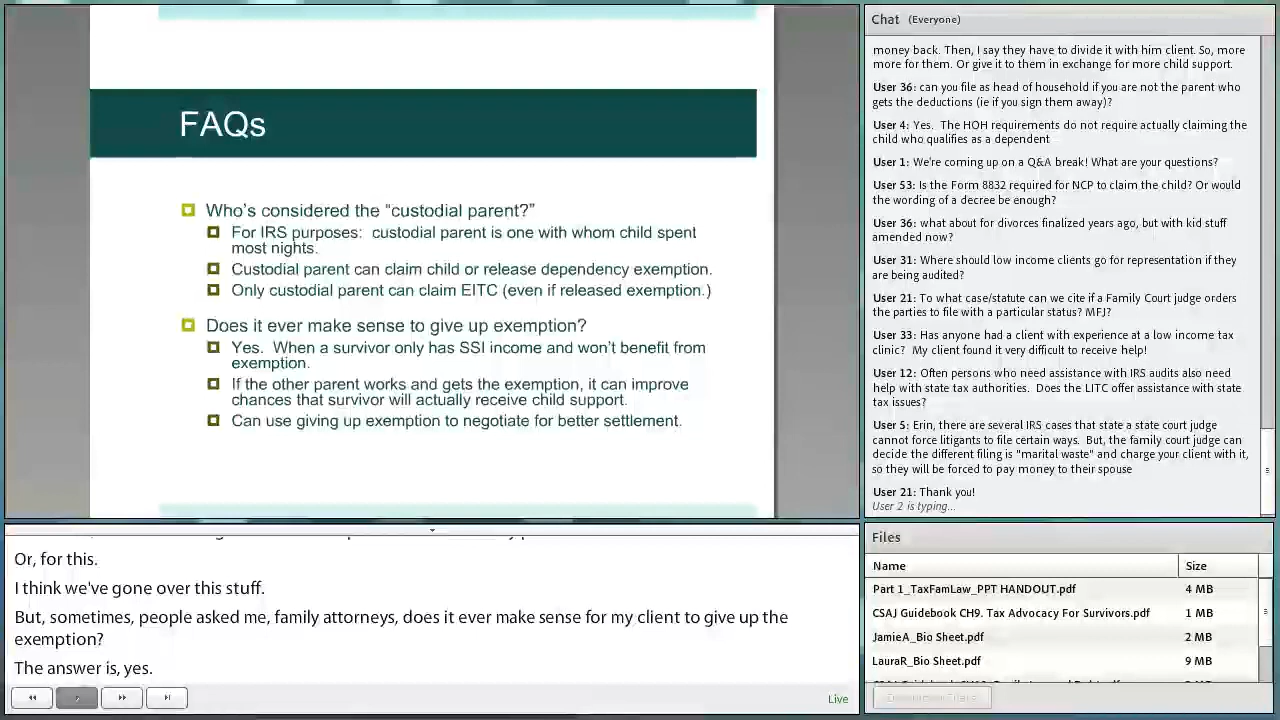 FAQs
Who's considered the "custodial parent?"
For IRS purposes: custodial parent is one with whom child spent
most nights.
Custodial parent can claim child or release dependency exemption.
Only custodial parent can claim EITC (even if released exemption.)
Does it ever make sense to give up exemption?
Yes. When a survivor only has SSI income and won't benefit from
exemption.
If the other parent works and gets the exemption, it can improve
chances that survivor will actually receive child support.
Can use giving up exemption to negotiate for better settlement.
Or, for this.
I think we've gone over this stuff.
But, sometimes, people asked me, family attorneys, does it ever make sense for my client to give up the
exemption?
The answer is, yes.
Live
Chat (Everyone)
money back. Then, I say they have to divide it with him client. So, more
more for them. Or give it to them in exchange for more child support.
User 36: can you file as head of household if you are not the parent who
gets the deductions (ie if you sign them away)?
User 4: Yes. The HOH requirements do not require actually claiming the
child who qualifies as a dependent
User 1: We're coming up on a Q&A break! What are your questions?
User 53: Is the Form 8832 required for NCP to claim the child? Or would
the wording of a decree be enough?
User 36: what about for divorces finalized years ago, but with kid stuff
amended now?
User 31: Where should low income clients go for representation if they
are being audited?
User 21: To what case/statute can we cite if a Family Court judge orders
the parties to file with a particular status? MFJ?
User 33: Has anyone had a client with experience at a low income tax
clinic? My client found it very difficult to receive help!
User 12: Often persons who need assistance with IRS audits also need
help with state tax authorities. Does the LITC offer assistance with state
tax issues?
User 5: Erin, there are several IRS cases that state a state court judge
cannot force litigants to file certain ways. But, the family court judge can
decide the different filing is "marital waste" and charge your client with it,
so they will be forced to pay money to their spouse
User 21: Thank you!
User 2 is typing...
Files
Name Size
Part 1_TaxFamLaw_PPT HANDOUT.pdf 4 MB
CSAJ Guidebook CH9. Tax Advocacy For Survivors.pdf 1 MB
JamieA_Bio Sheet.pdf 2 MB
LauraR_Bio Sheet.pdf 9 MB